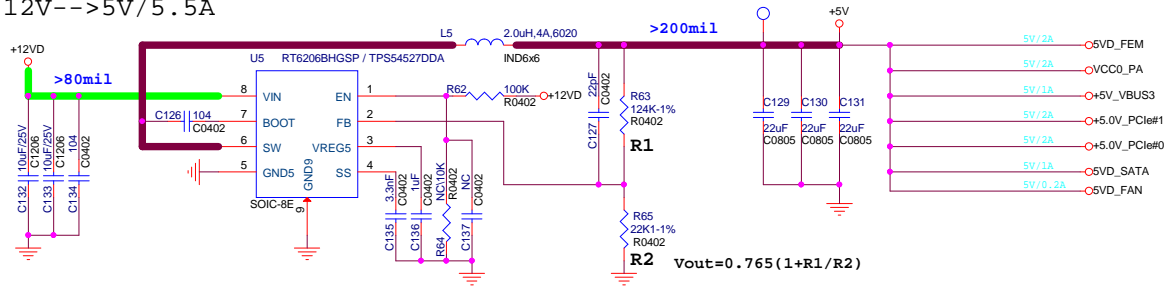 12V-->5V/5.5A
+12VD
>80mil
L5 2.0uH,4A,6020
IND6x6
>200mil
+5V
U5 RT6206BHGSP / TPS54527DDA
8 VIN EN 1
7 BOOT FB 2
6 SW VREG5 3
5 GND5 SS 4
GND9
9
SOIC-8E
C126 104
C0402
R62 100K
R0402
+12VD
C132 10uF/25V C1206
C133 10uF/25V C1206
C134 104 C0402
C135 3.3nF C0402
C136 1uF C0402
R64 NC\10K R0402
C137 NC C0402
C127 22pF C0402
R63
124K-1%
R0402
R1
R65
22K1-1%
R0402
R2
Vout=0.765(1+R1/R2)
C129
22uF
C0805
C130
22uF
C0805
C131
22uF
C0805
5V/2A 5VD_FEM
5V/2A VCC0_PA
5V/1A +5V_VBUS3
5V/2A +5.0V_PCIe#1
5V/2A +5.0V_PCIe#0
5V/1A 5VD_SATA
5V/0.2A 5VD_FAN